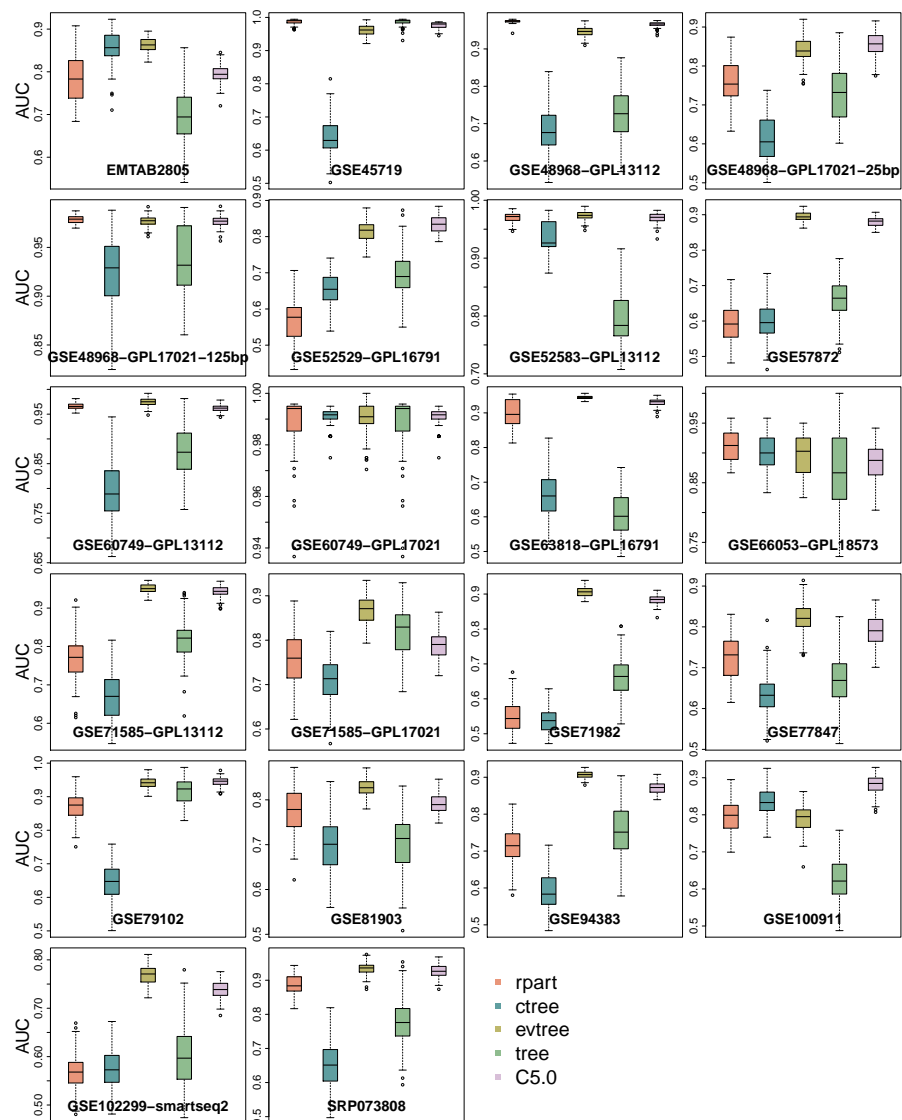 AUC
0.6 0.7 0.8 0.9
EMTAB2805
0.5 0.6 0.7 0.8 0.9 1.0
GSE45719
0.6 0.7 0.8 0.9
GSE48968−GPL13112
0.5 0.6 0.7 0.8 0.9
GSE48968−GPL17021−25bp
AUC
0.85 0.90 0.95
GSE48968−GPL17021−125bp
0.5 0.6 0.7 0.8
GSE52529−GPL16791
0.70 0.80 0.90 1.00
GSE52583−GPL13112
0.5 0.6 0.7 0.8 0.9
GSE57872
AUC
0.65 0.75 0.85 0.95
GSE60749−GPL13112
0.94 0.96 0.98 1.00
GSE60749−GPL17021
0.5 0.6 0.7 0.8 0.9
GSE63818−GPL16791
0.75 0.85 0.95
GSE66053−GPL18573
AUC
0.6 0.7 0.8 0.9
GSE71585−GPL13112
0.6 0.7 0.8 0.9
GSE71585−GPL17021
0.5 0.6 0.7 0.8 0.9
GSE71982
0.5 0.6 0.7 0.8 0.9
GSE77847
AUC
0.5 0.6 0.7 0.8 0.9 1.0
GSE79102
0.5 0.6 0.7 0.8
GSE81903
0.5 0.6 0.7 0.8 0.9
GSE94383
0.5 0.6 0.7 0.8 0.9
GSE100911
AUC
0.50 0.60 0.70 0.80
GSE102299−smartseq2
0.5 0.6 0.7 0.8 0.9
SRP073808
rpart
ctree
evtree
tree
C5.0